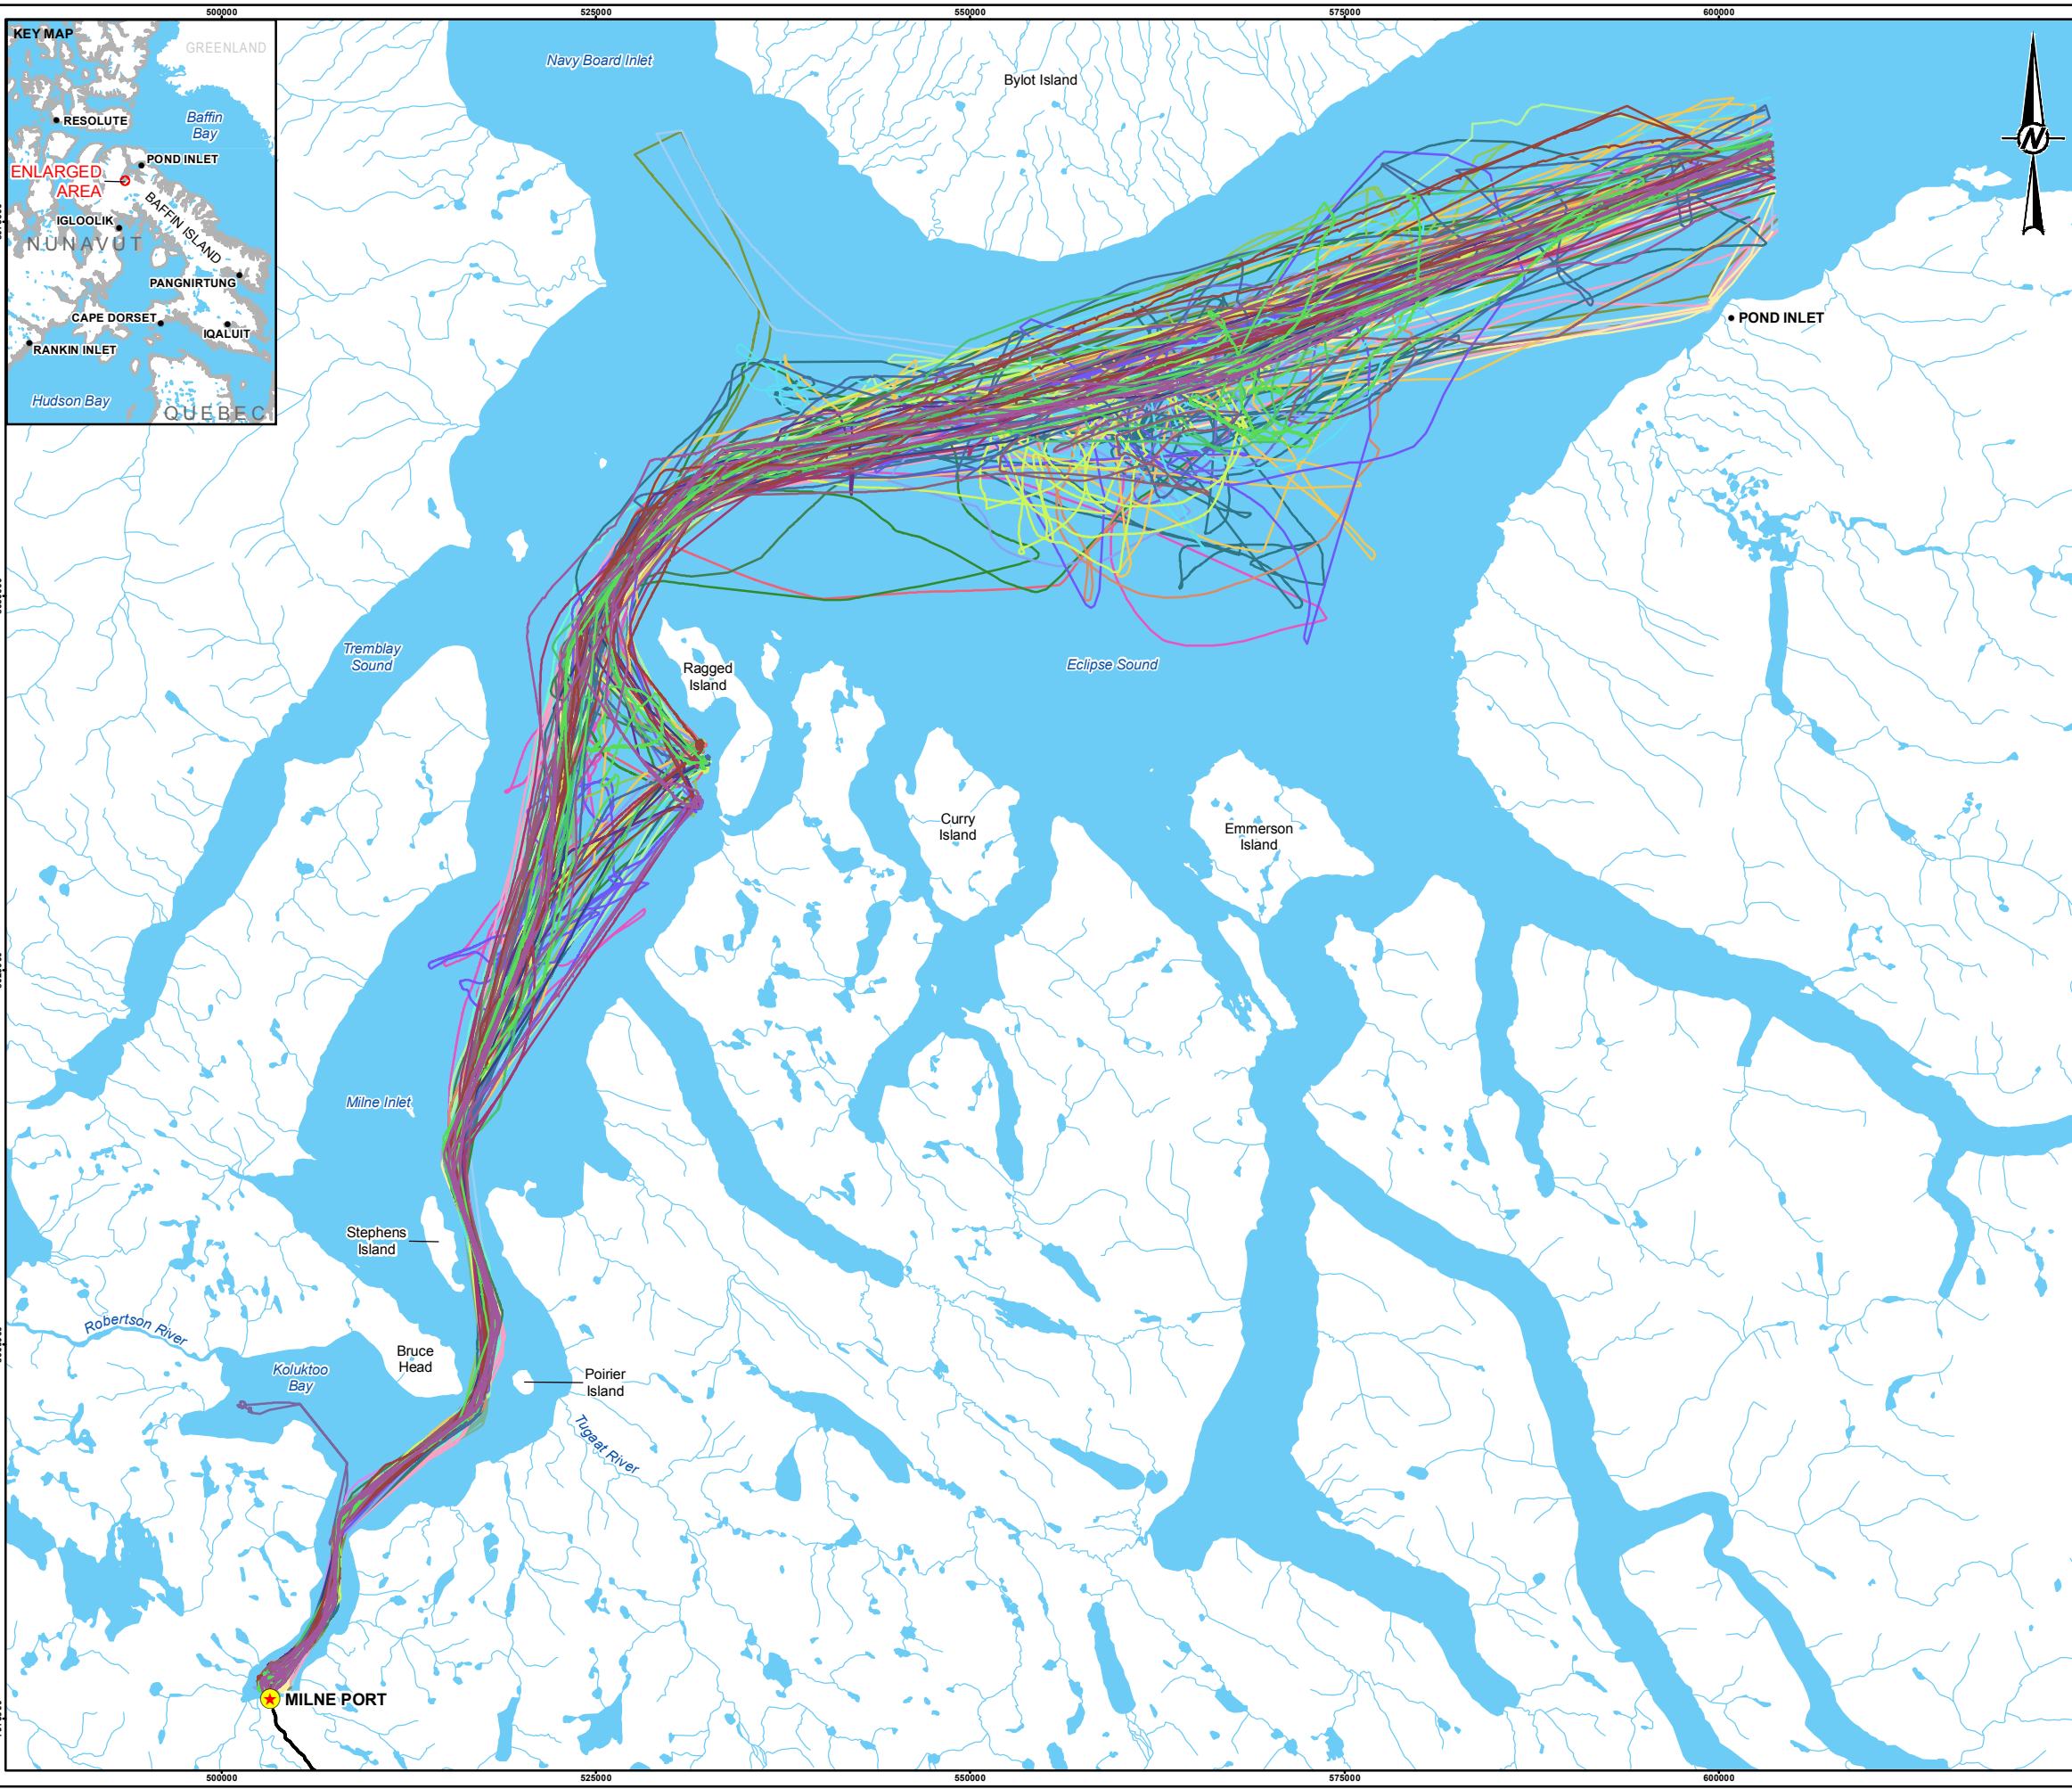 500000
525000
550000
575000
600000
KEY MAP
GREENLAND
Baffin
Bay
RESOLUTE
POND INLET
ENLARGED
AREA
BAFFIN ISLAND
IGLOOLIK
NUNAVUT
PANGNIRTUNG
CAPE DORSET
IQALUIT
RANKIN INLET
Hudson Bay
QUEBEC
Navy Board Inlet
Bylot Island
N
POND INLET
Tremblay
Sound
Ragged
Island
Eclipse Sound
Curry
Island
Emmerson
Island
Milne Inlet
Stephens
Island
Robertson River
Bruce
Head
Koluktoo
Bay
Poirier
Island
Tugaat River
MILNE PORT
500000
525000
550000
575000
600000